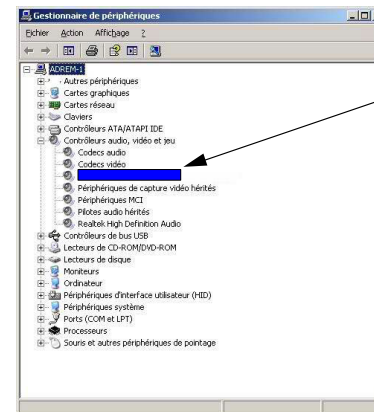 Gestionnaire de périphériques
Fichier Action Affichage ?
ADREM-1
Autres périphériques
Cartes graphiques
Cartes réseau
Claviers
Contrôleurs ATA/ATAPI IDE
Contrôleurs audio, vidéo et jeu
Codecs audio
Codecs vidéo
Périphériques de capture vidéo hérités
Périphériques MCI
Pilotes audio hérités
Realtek High Definition Audio
Contrôleurs de bus USB
Lecteurs de CD-ROM/DVD-ROM
Lecteurs de disque
Moniteurs
Ordinateur
Périphériques d'interface utilisateur (HID)
Périphériques système
Ports (COM et LPT)
Processeurs
Souris et autres périphériques de pointage